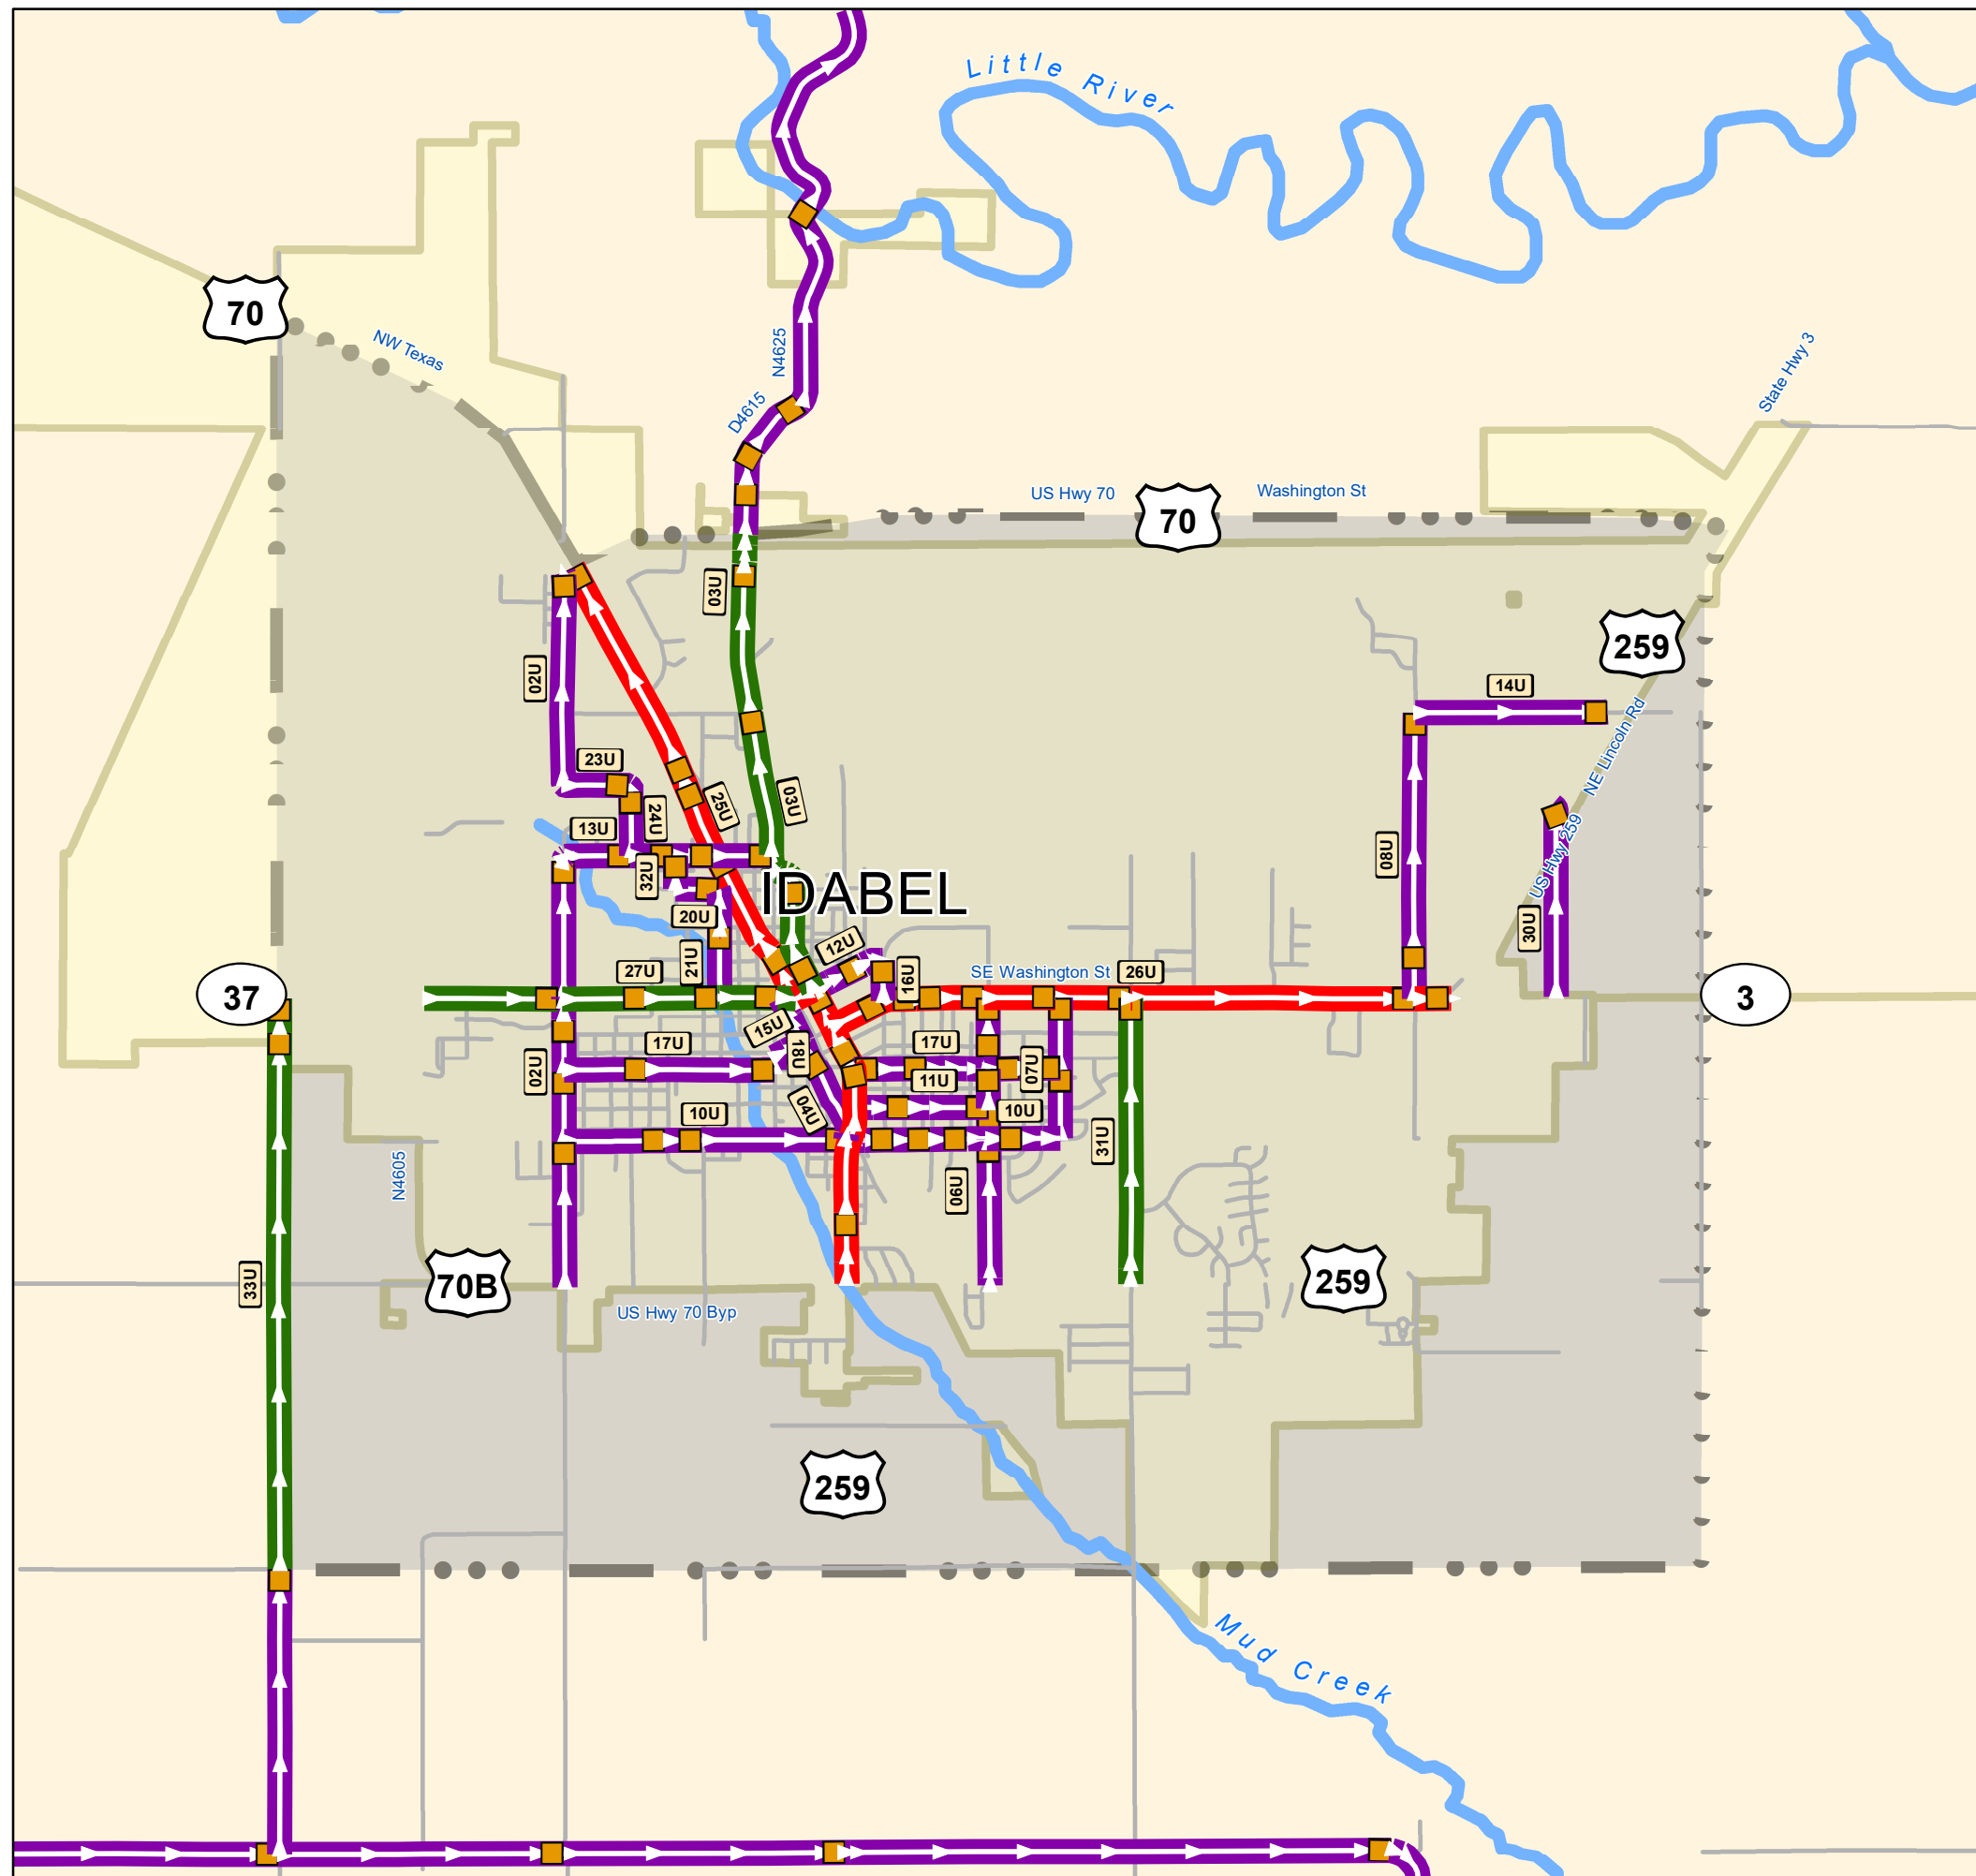 Little River
70
NW Texas
N4625
State Hwy 3
D4615
US Hwy 70
70
Washington St
03U
259
02U
14U
NE Lincoln Rd
23U
25U
03U
24U
13U
US Hwy 259
08U
32U
IDABEL
20U
30U
12U
21U
27U
16U
SE Washington St
26U
37
3
15U
17U
18U
17U
02U
07U
11U
04U
10U
10U
31U
N4605
06U
33U
70B
259
US Hwy 70 Byp
259
Mud Creek